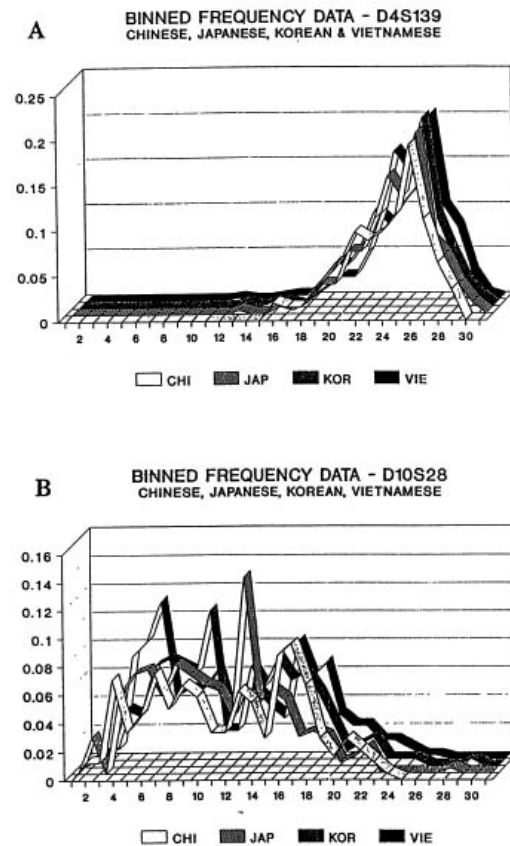 A
BINNED FREQUENCY DATA - D4S139
CHINESE, JAPANESE, KOREAN & VIETNAMESE
0.25
0.2
0.15
0.1
0.05
0
2 4 6 8 10 12 14 16 18 20 22 24 26 28 30
CHI JAP KOR VIE
B
BINNED FREQUENCY DATA - D10S28
CHINESE, JAPANESE, KOREAN, VIETNAMESE
0.16
0.14
0.12
0.1
0.08
0.06
0.04
0.02
0
2 4 6 8 10 12 14 16 18 20 22 24 26 28 30
CHI JAP KOR VIE